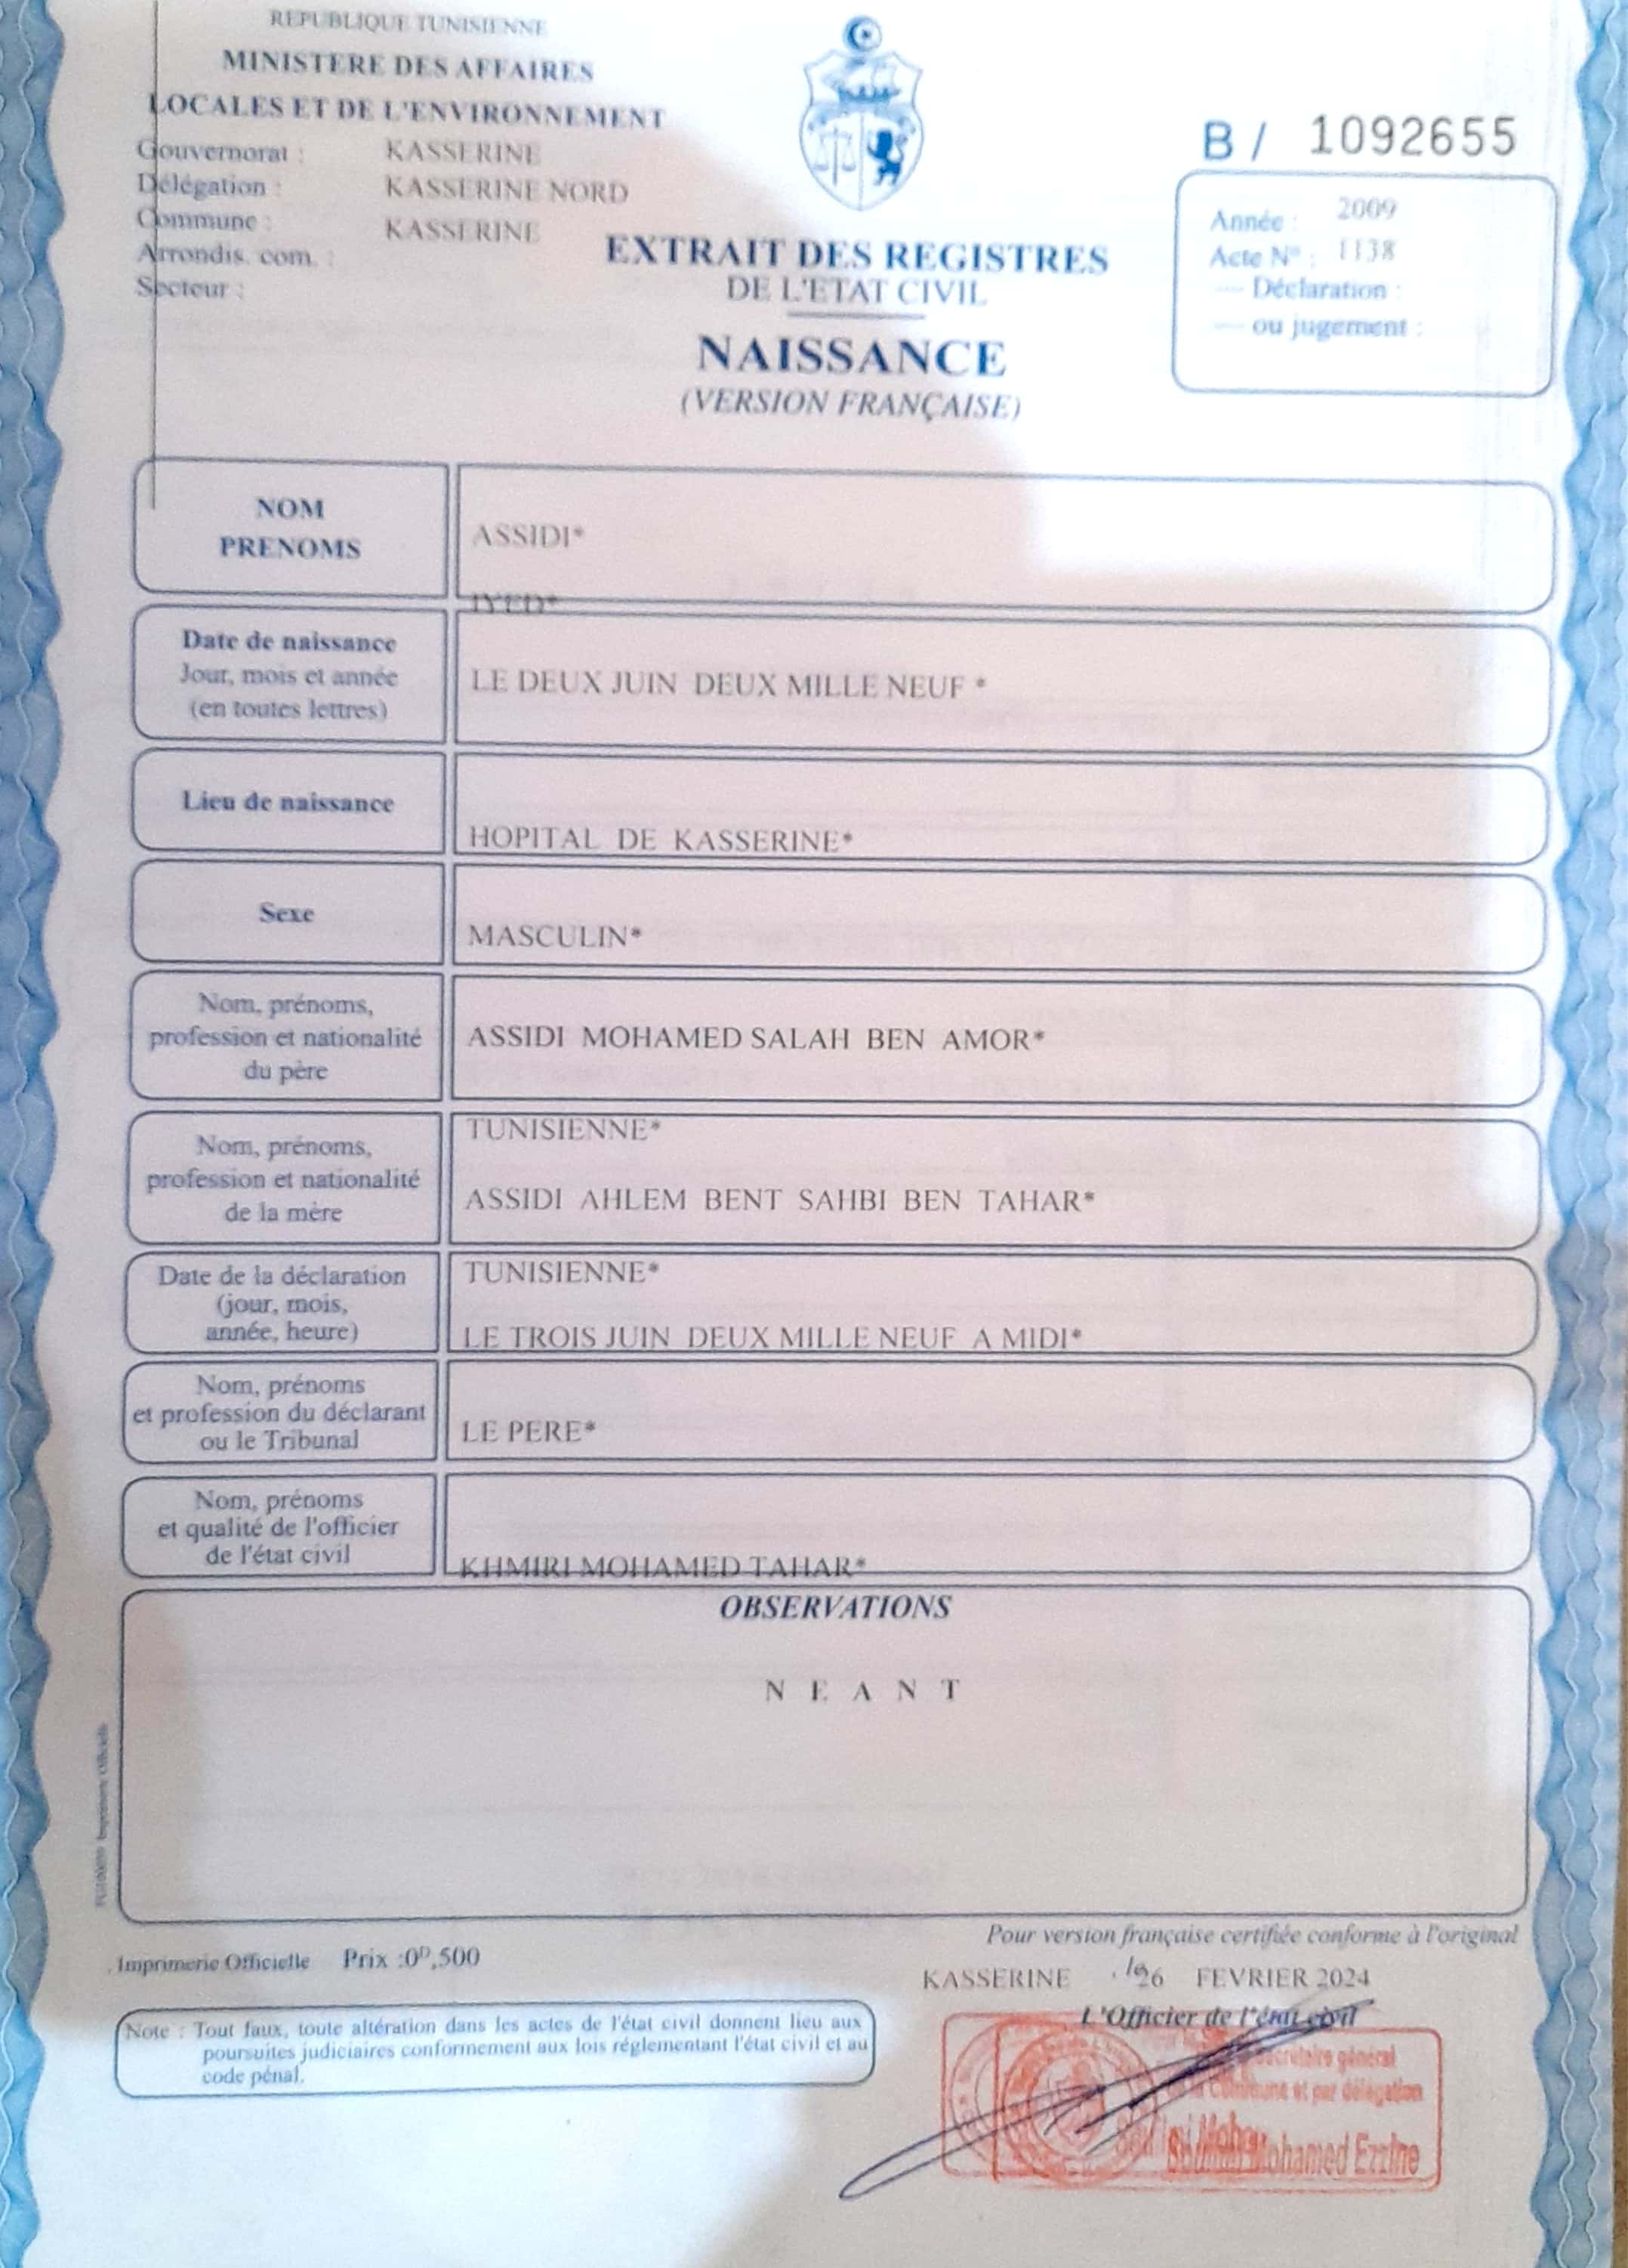 REPUBLIQUE TUNISIENNE
MINISTERE DES AFFAIRES
LOCALES ET DE L'ENVIRONNEMENT
Gouvernorat : KASSERINE
Délégation : KASSERINE NORD
Commune : KASSERINE
Arrondis. com. :
Secteur :
B/ 1092655
Année : 2009
Acte N° : 1138
— Déclaration :
— ou jugement :
EXTRAIT DES REGISTRES
DE L'ETAT CIVIL
NAISSANCE
(VERSION FRANÇAISE)
NOM
PRENOMS
ASSIDI*
IYED*
Date de naissance
Jour, mois et année
(en toutes lettres)
LE DEUX JUIN DEUX MILLE NEUF *
Lieu de naissance
HOPITAL DE KASSERINE*
Sexe
MASCULIN*
Nom, prénoms,
profession et nationalité
du père
ASSIDI MOHAMED SALAH BEN AMOR*
TUNISIENNE*
Nom, prénoms,
profession et nationalité
de la mère
ASSIDI AHLEM BENT SAHBI BEN TAHAR*
TUNISIENNE*
Date de la déclaration
(jour, mois,
année, heure)
LE TROIS JUIN DEUX MILLE NEUF A MIDI*
Nom, prénoms
et profession du déclarant
ou le Tribunal
LE PERE*
Nom, prénoms
et qualité de l'officier
de l'état civil
KHMIRI MOHAMED TAHAR*
OBSERVATIONS
N E A N T
Imprimerie Officielle
Pour version française certifiée conforme à l'original
Imprimerie Officielle Prix :0ᴰ,500
KASSERINE , le 26 FEVRIER 2024
L'Officier de l'état civil
Note : Tout faux, toute altération dans les actes de l'état civil donnent lieu aux
poursuites judiciaires conformement aux lois réglementant l'état civil et au
code pénal.
secrétaire général
la Commune et par délégation
Mohamed Ezzine